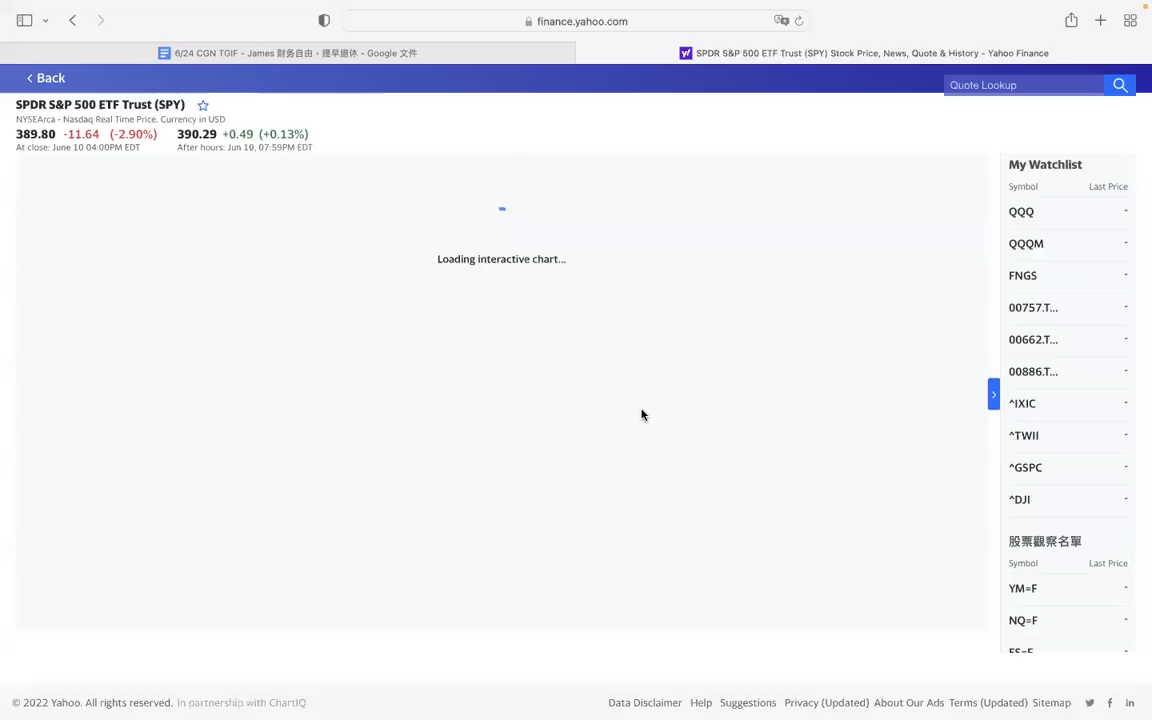 finance.yahoo.com
6/24 CGN TGIF - James 財务自由，提早退休 - Google 文件
SPDR S&P 500 ETF Trust (SPY) Stock Price, News, Quote & History - Yahoo Finance
Back
Quote Lookup
SPDR S&P 500 ETF Trust (SPY)
NYSEArca - Nasdaq Real Time Price. Currency in USD
389.80 -11.64 (-2.90%) 390.29 +0.49 (+0.13%)
At close: June 10 04:00PM EDT After hours: Jun 10, 07:59PM EDT
Loading interactive chart...
My Watchlist
Symbol Last Price
QQQ -
QQQM -
FNGS -
00757.T... -
00662.T... -
00886.T... -
^IXIC -
^TWII -
^GSPC -
^DJI -
股票觀察名單
Symbol Last Price
YM=F -
NQ=F -
ES=F -
© 2022 Yahoo. All rights reserved. In partnership with ChartIQ
Data Disclaimer Help Suggestions Privacy (Updated) About Our Ads Terms (Updated) Sitemap